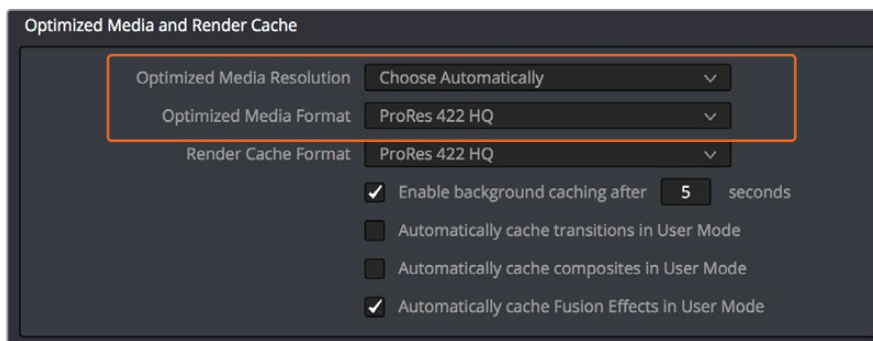 Optimized Media and Render Cache
Optimized Media Resolution Choose Automatically
Optimized Media Format ProRes 422 HQ
Render Cache Format ProRes 422 HQ
Enable background caching after 5 seconds
Automatically cache transitions in User Mode
Automatically cache composites in User Mode
Automatically cache Fusion Effects in User Mode